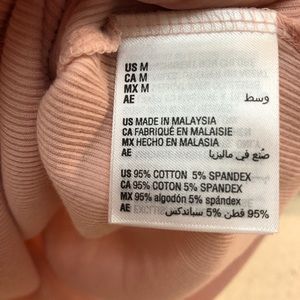 US M
CA M
MX M
AE وسط
US MADE IN MALAYSIA
CA FABRIQUÉ EN MALAISIE
MX HECHO EN MALASIA
AE صُنع في ماليزيا
US 95% COTTON 5% SPANDEX
CA 95% COTON 5% SPANDEX
MX 95% algodón 5% spándex
AE 95% قطن 5% سباندكس